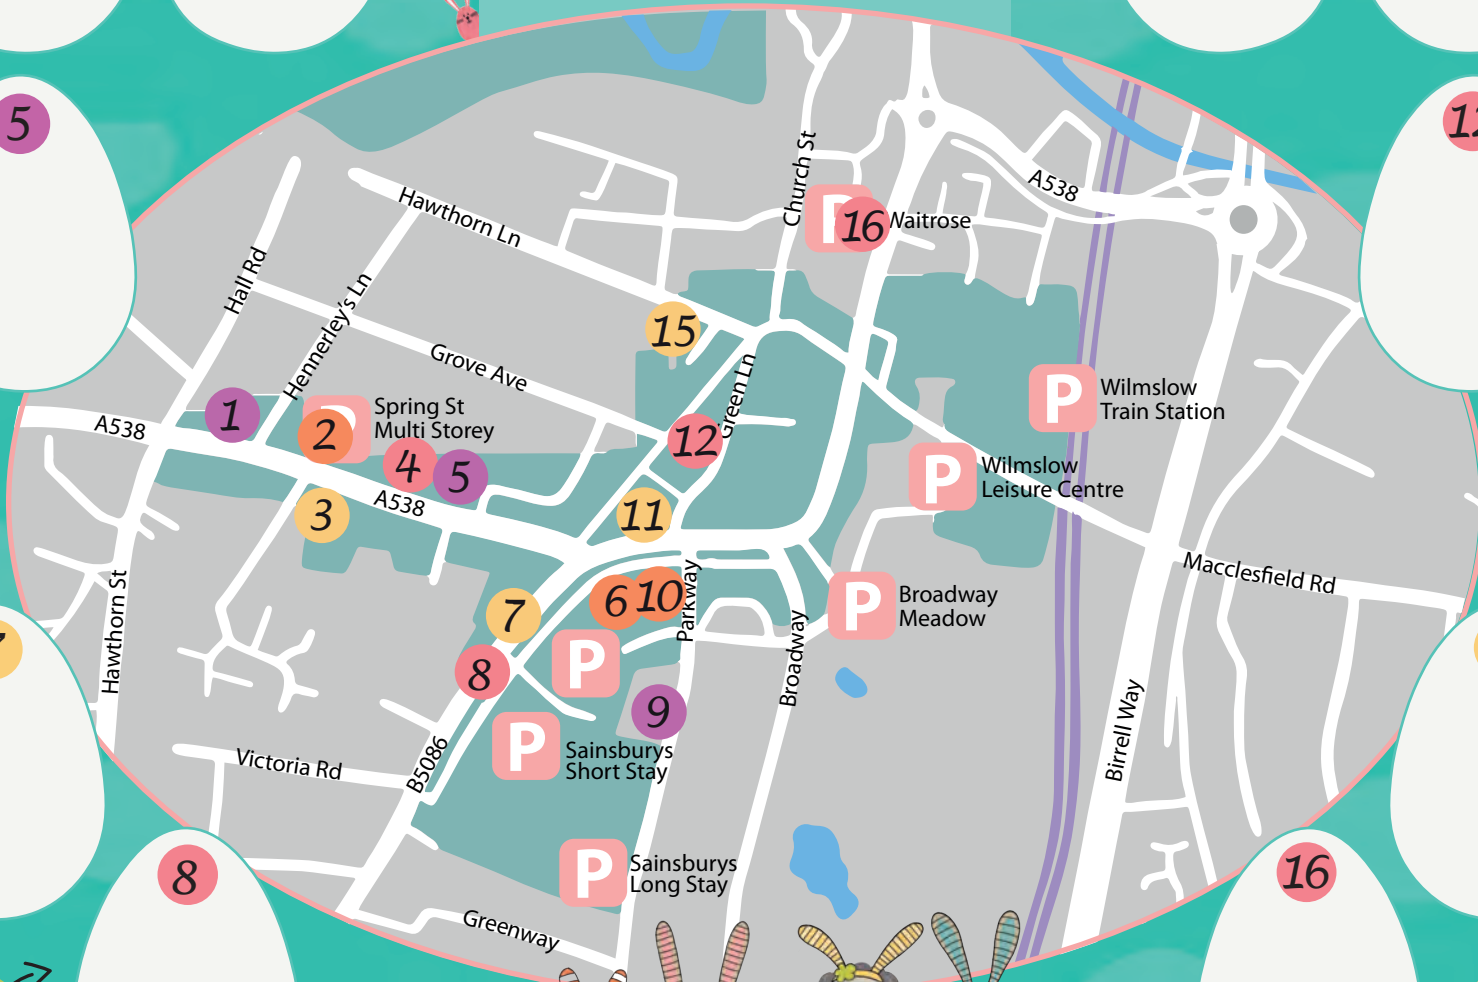 5
12
Church St
A538
Hawthorn Ln
P
16
Waitrose
Hall Rd
Hennerley's Ln
15
Grove Ave
Green Ln
P
Wilmslow
Train Station
1
P
Spring St
Multi Storey
2
A538
12
4
5
P
Wilmslow
Leisure Centre
3
A538
11
Macclesfield Rd
Hawthorn St
7
6
10
Parkway
P
Broadway
Meadow
7
8
P
Broadway
9
Birrell Way
P
Sainsburys
Short Stay
Victoria Rd
B5086
8
P
Sainsburys
Long Stay
16
Greenway